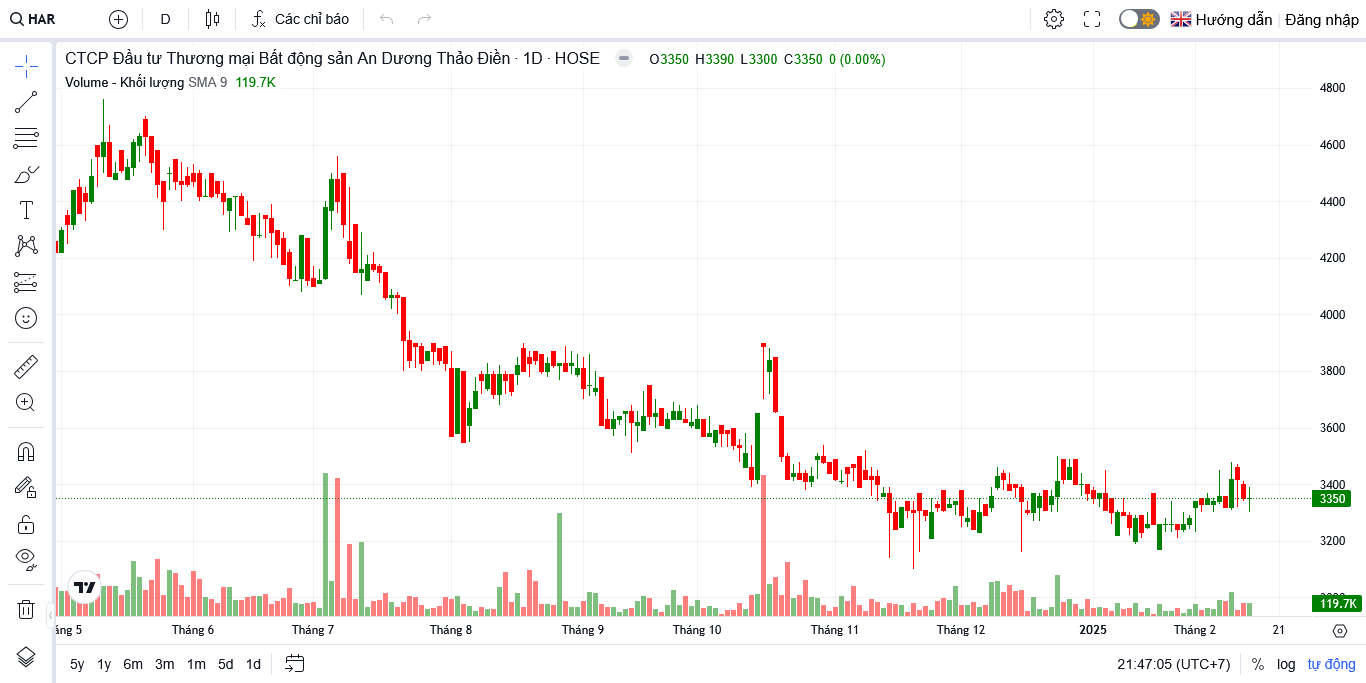 HAR D Các chỉ báo Hướng dẫn Đăng nhập
CTCP Đầu tư Thương mại Bất động sản An Dương Thảo Điền · 1D · HOSE O3350 H3390 L3300 C3350 0 (0.00%)
Volume - Khối lượng SMA 9 119.7K
4800
4600
4400
4200
4000
3800
3600
3400
3350
3200
119.7K
áng 5 Tháng 6 Tháng 7 Tháng 8 Tháng 9 Tháng 10 Tháng 11 Tháng 12 2025 Tháng 2 21
5y 1y 6m 3m 1m 5d 1d 21:47:05 (UTC+7) % log tự động